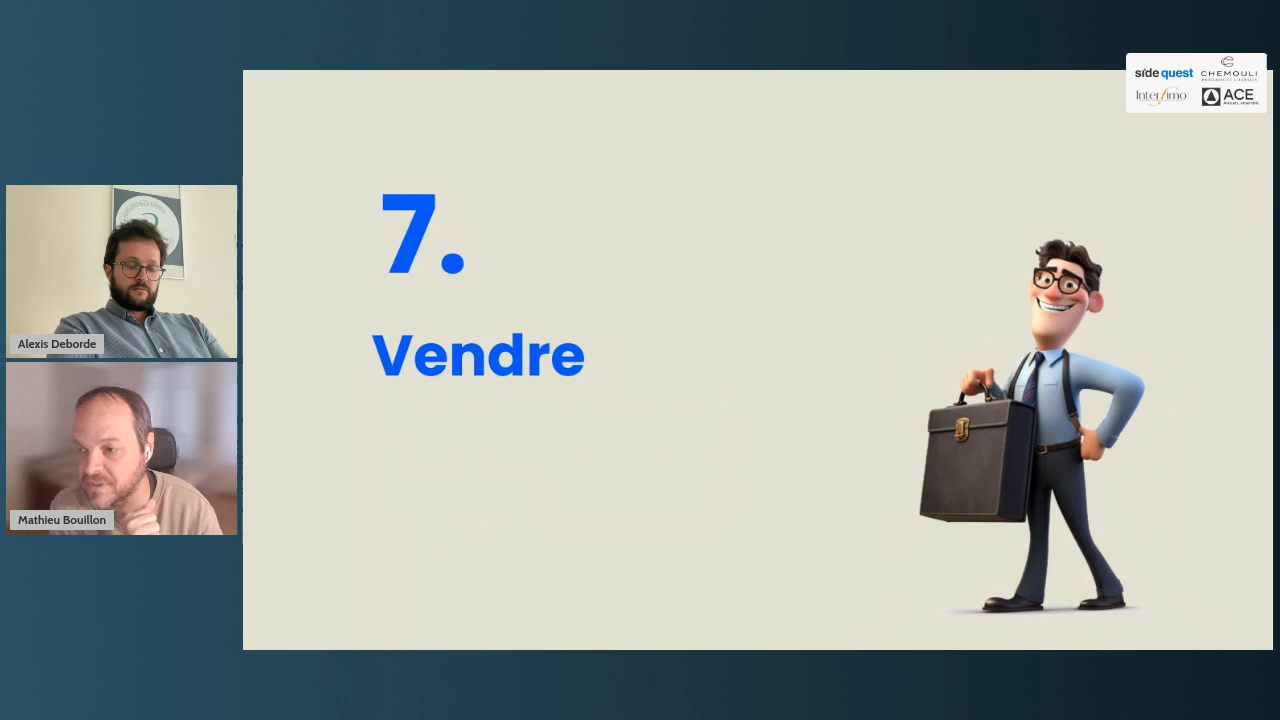 side quest
CHEMOULI
Interfimo
ACE
7.
Vendre
Alexis Deborde
Mathieu Bouillon